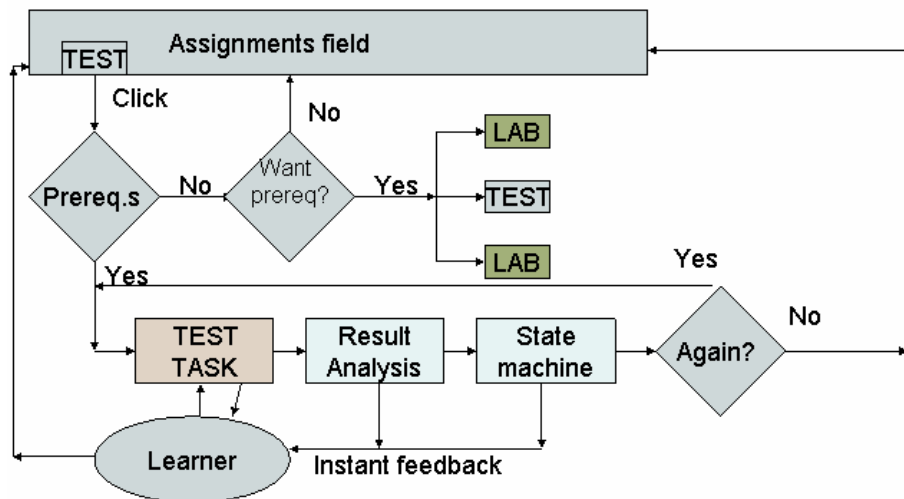 Assignments field
TEST
Click
No
Want
prereq?
Prereq.s
No
Yes
LAB
TEST
LAB
Yes
Yes
TEST
TASK
Result
Analysis
State
machine
Again?
No
Learner
Instant feedback